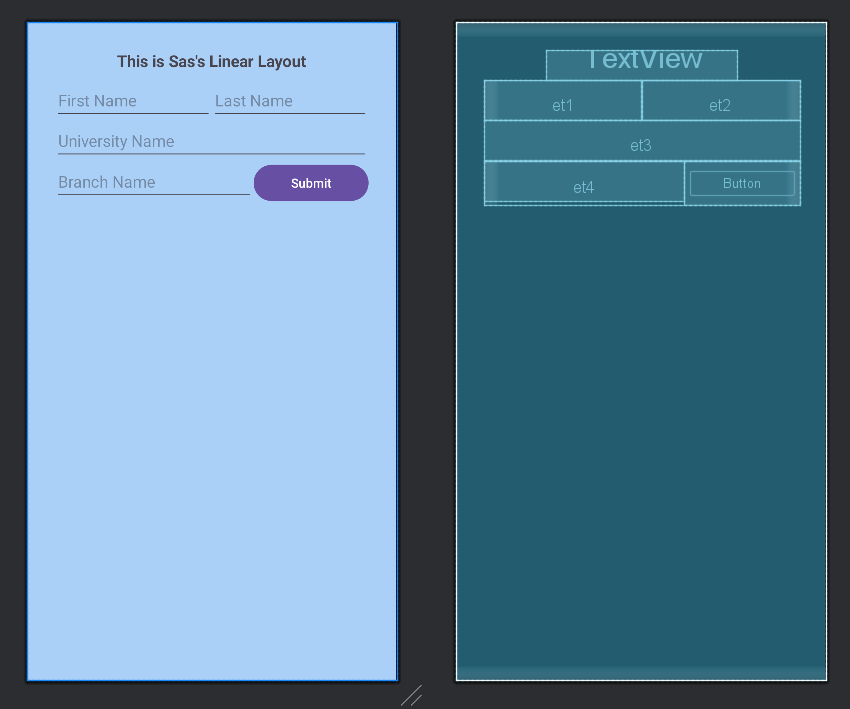 This is Sas's Linear Layout
First Name Last Name
University Name
Branch Name Submit
TextView
et1 et2
et3
et4 Button